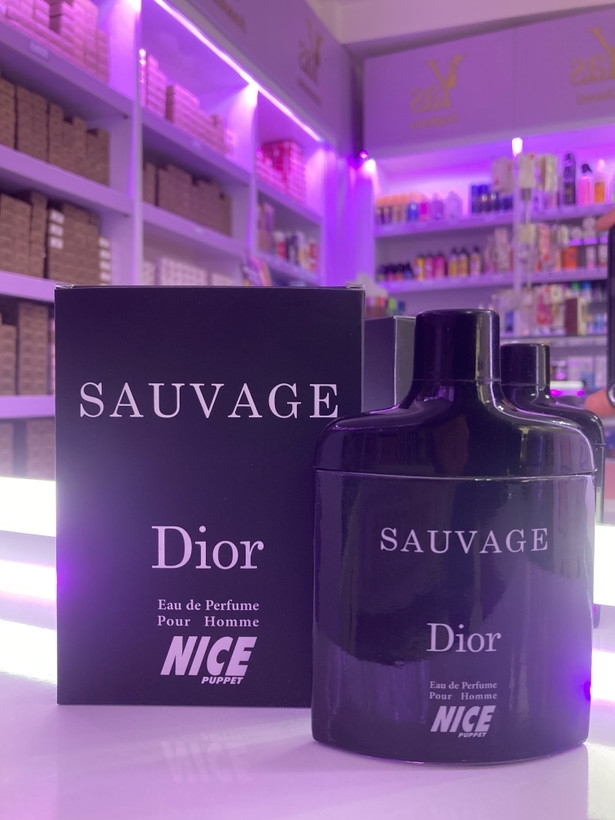 SAUVAGE
Dior
Eau de Perfume
Pour Homme
NICE
PUPPET
SAUVAGE
Dior
Eau de Perfume
Pour Homme
NICE
PUPPET